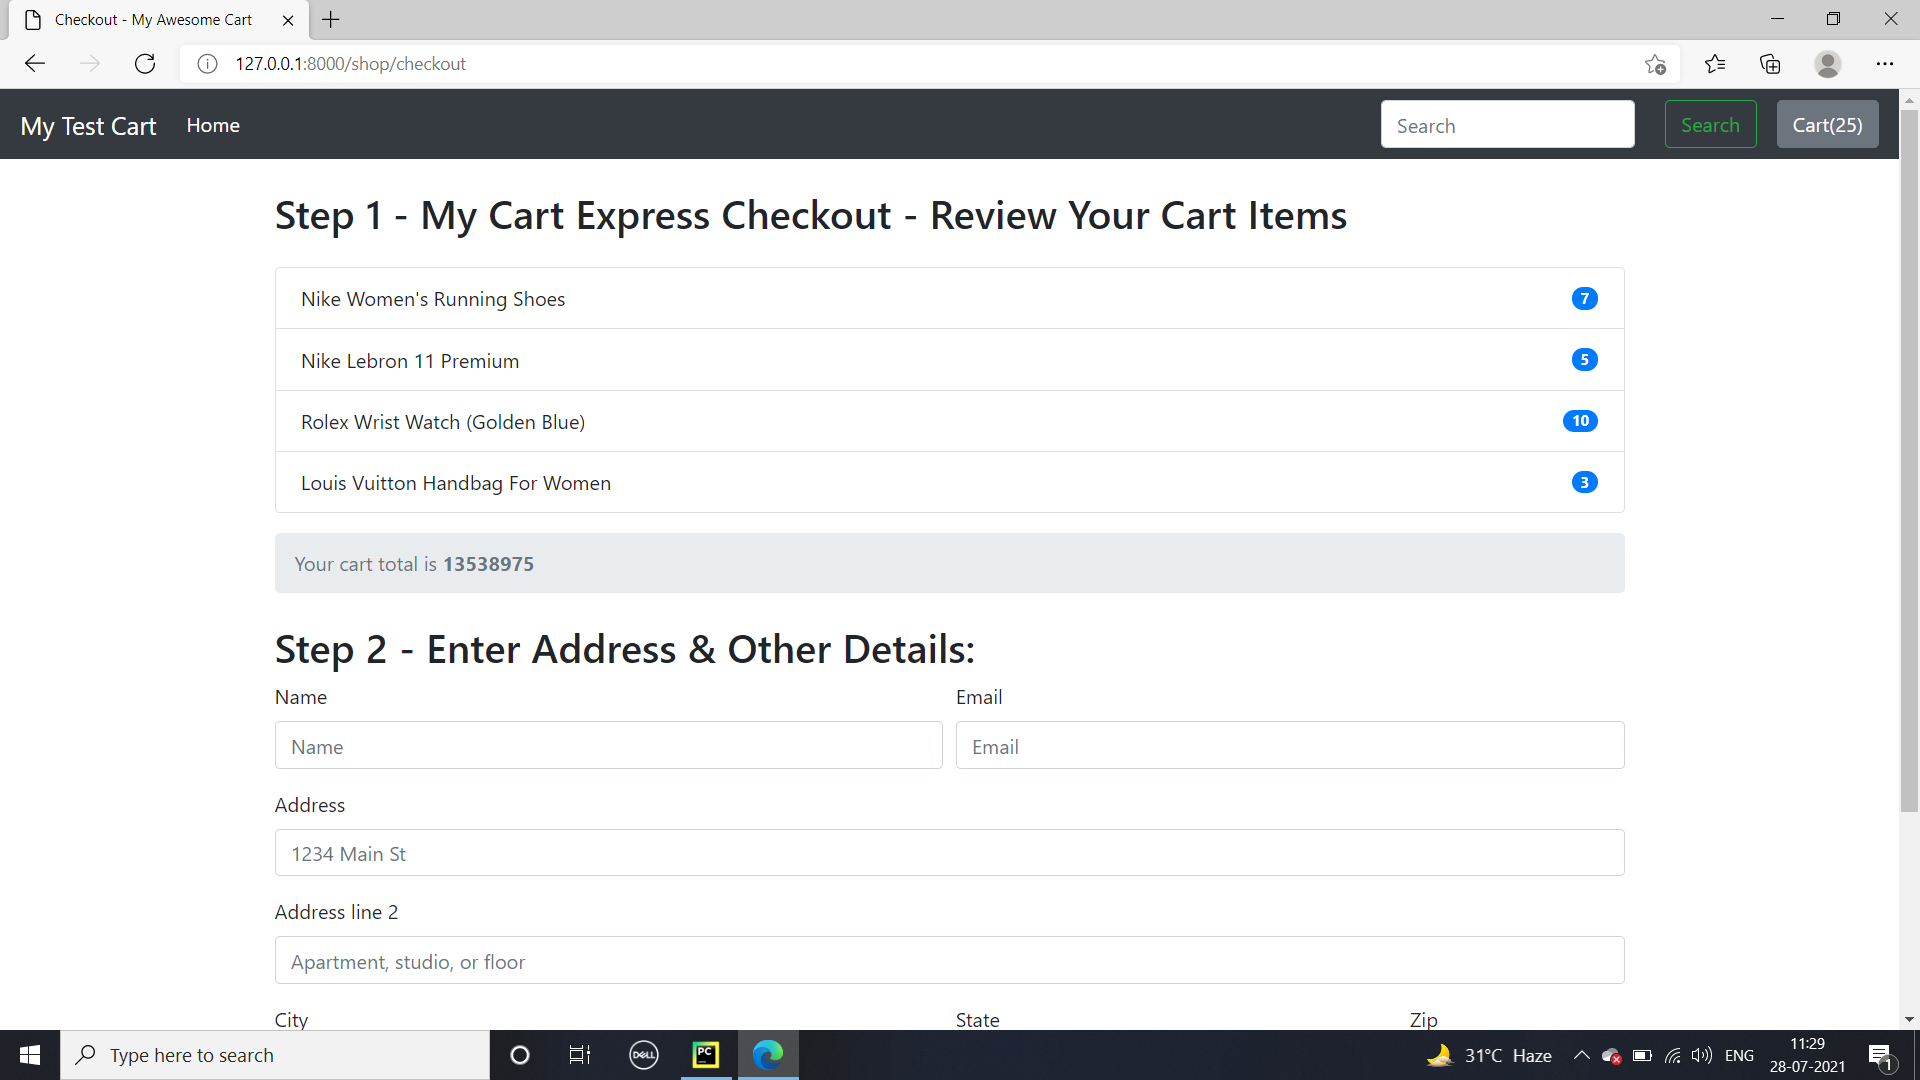 Checkout - My Awesome Cart
127.0.0.1:8000/shop/checkout
My Test Cart Home Search Search Cart(25)
Step 1 - My Cart Express Checkout - Review Your Cart Items
Nike Women's Running Shoes 7
Nike Lebron 11 Premium 5
Rolex Wrist Watch (Golden Blue) 10
Louis Vuitton Handbag For Women 3
Your cart total is 13538975
Step 2 - Enter Address & Other Details:
Name Email
Name Email
Address
1234 Main St
Address line 2
Apartment, studio, or floor
City State Zip
Type here to search DELL PC 31°C Haze ENG 11:29
28-07-2021 1